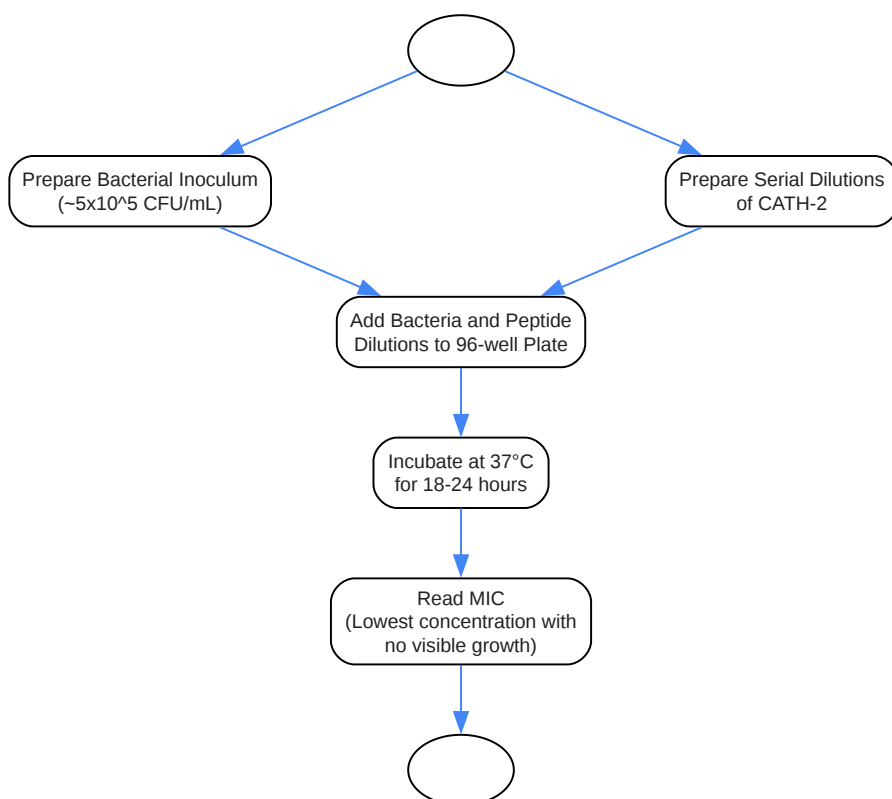 Prepare Bacterial Inoculum
(~5x10^5 CFU/mL)
Prepare Serial Dilutions
of CATH-2
Add Bacteria and Peptide
Dilutions to 96-well Plate
Incubate at 37°C
for 18-24 hours
Read MIC
(Lowest concentration with
no visible growth)